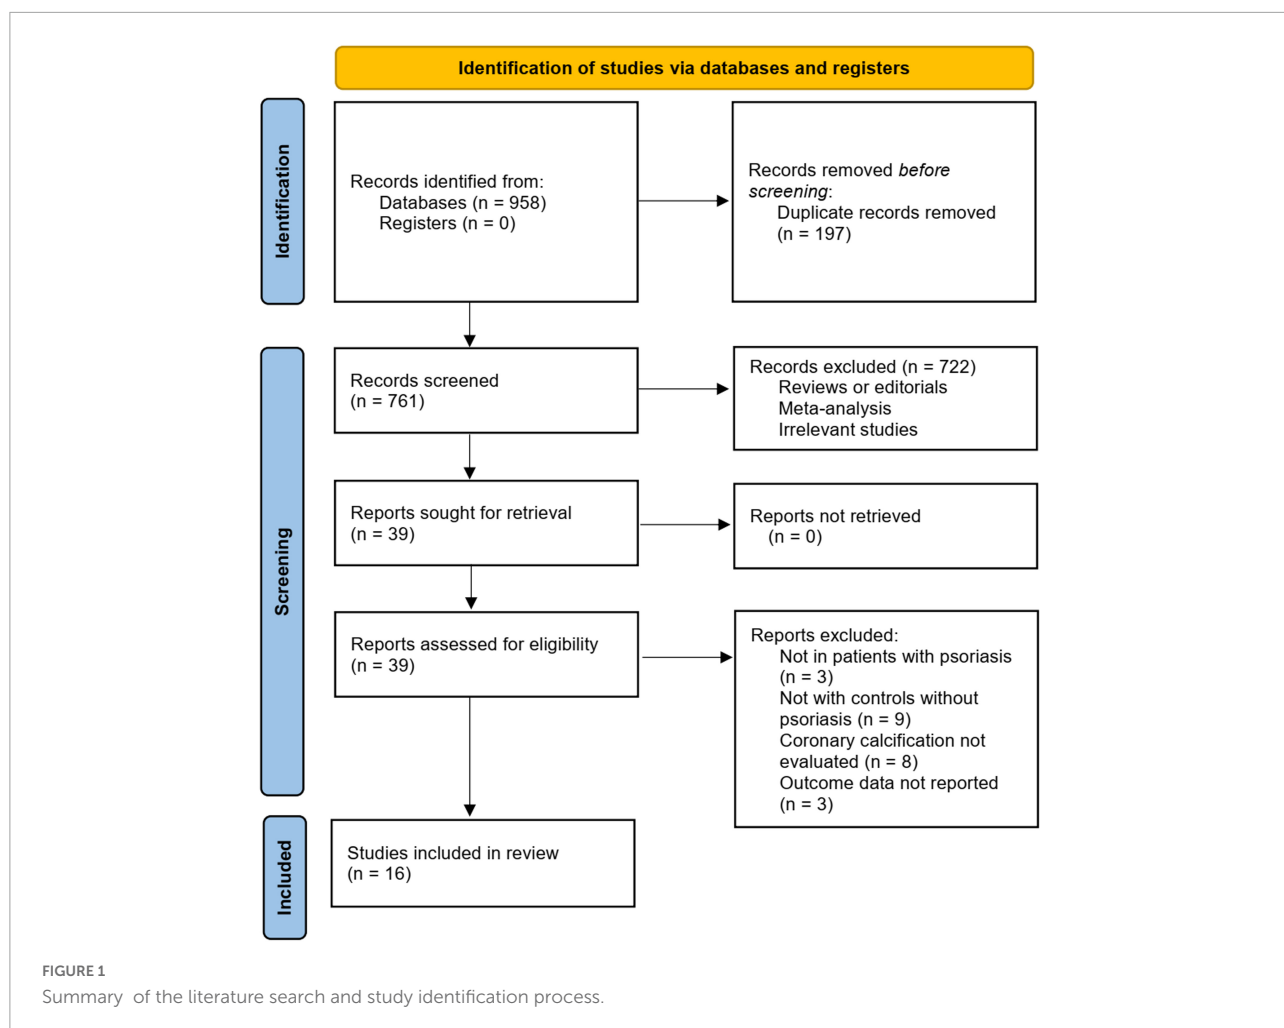 Identification of studies via databases and registers
Identification
Records identified from:
Databases (n = 958)
Registers (n = 0)
Records removed before
screening:
Duplicate records removed
(n = 197)
Screening
Records screened
(n = 761)
Records excluded (n = 722)
Reviews or editorials
Meta-analysis
Irrelevant studies
Reports sought for retrieval
(n = 39)
Reports not retrieved
(n = 0)
Reports assessed for eligibility
(n = 39)
Reports excluded:
Not in patients with psoriasis
(n = 3)
Not with controls without
psoriasis (n = 9)
Coronary calcification not
evaluated (n = 8)
Outcome data not reported
(n = 3)
Included
Studies included in review
(n = 16)
FIGURE 1
Summary of the literature search and study identification process.